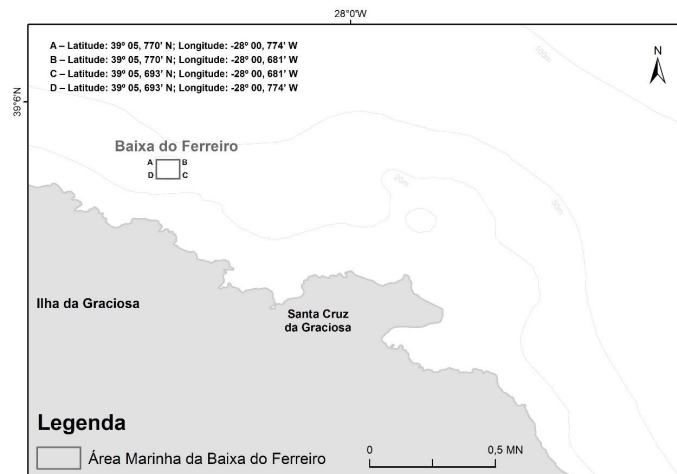 28°0'W
A – Latitude: 39º 05, 770' N; Longitude: -28º 00, 774' W
B – Latitude: 39º 05, 770' N; Longitude: -28º 00, 681' W
C – Latitude: 39º 05, 693' N; Longitude: -28º 00, 681' W
D – Latitude: 39º 05, 693' N; Longitude: -28º 00, 774' W
100m
N
39°6'N
Baixa do Ferreiro
A B
D C
20m
50m
Ilha da Graciosa
Santa Cruz
da Graciosa
Legenda
Área Marinha da Baixa do Ferreiro
0 0,5 MN